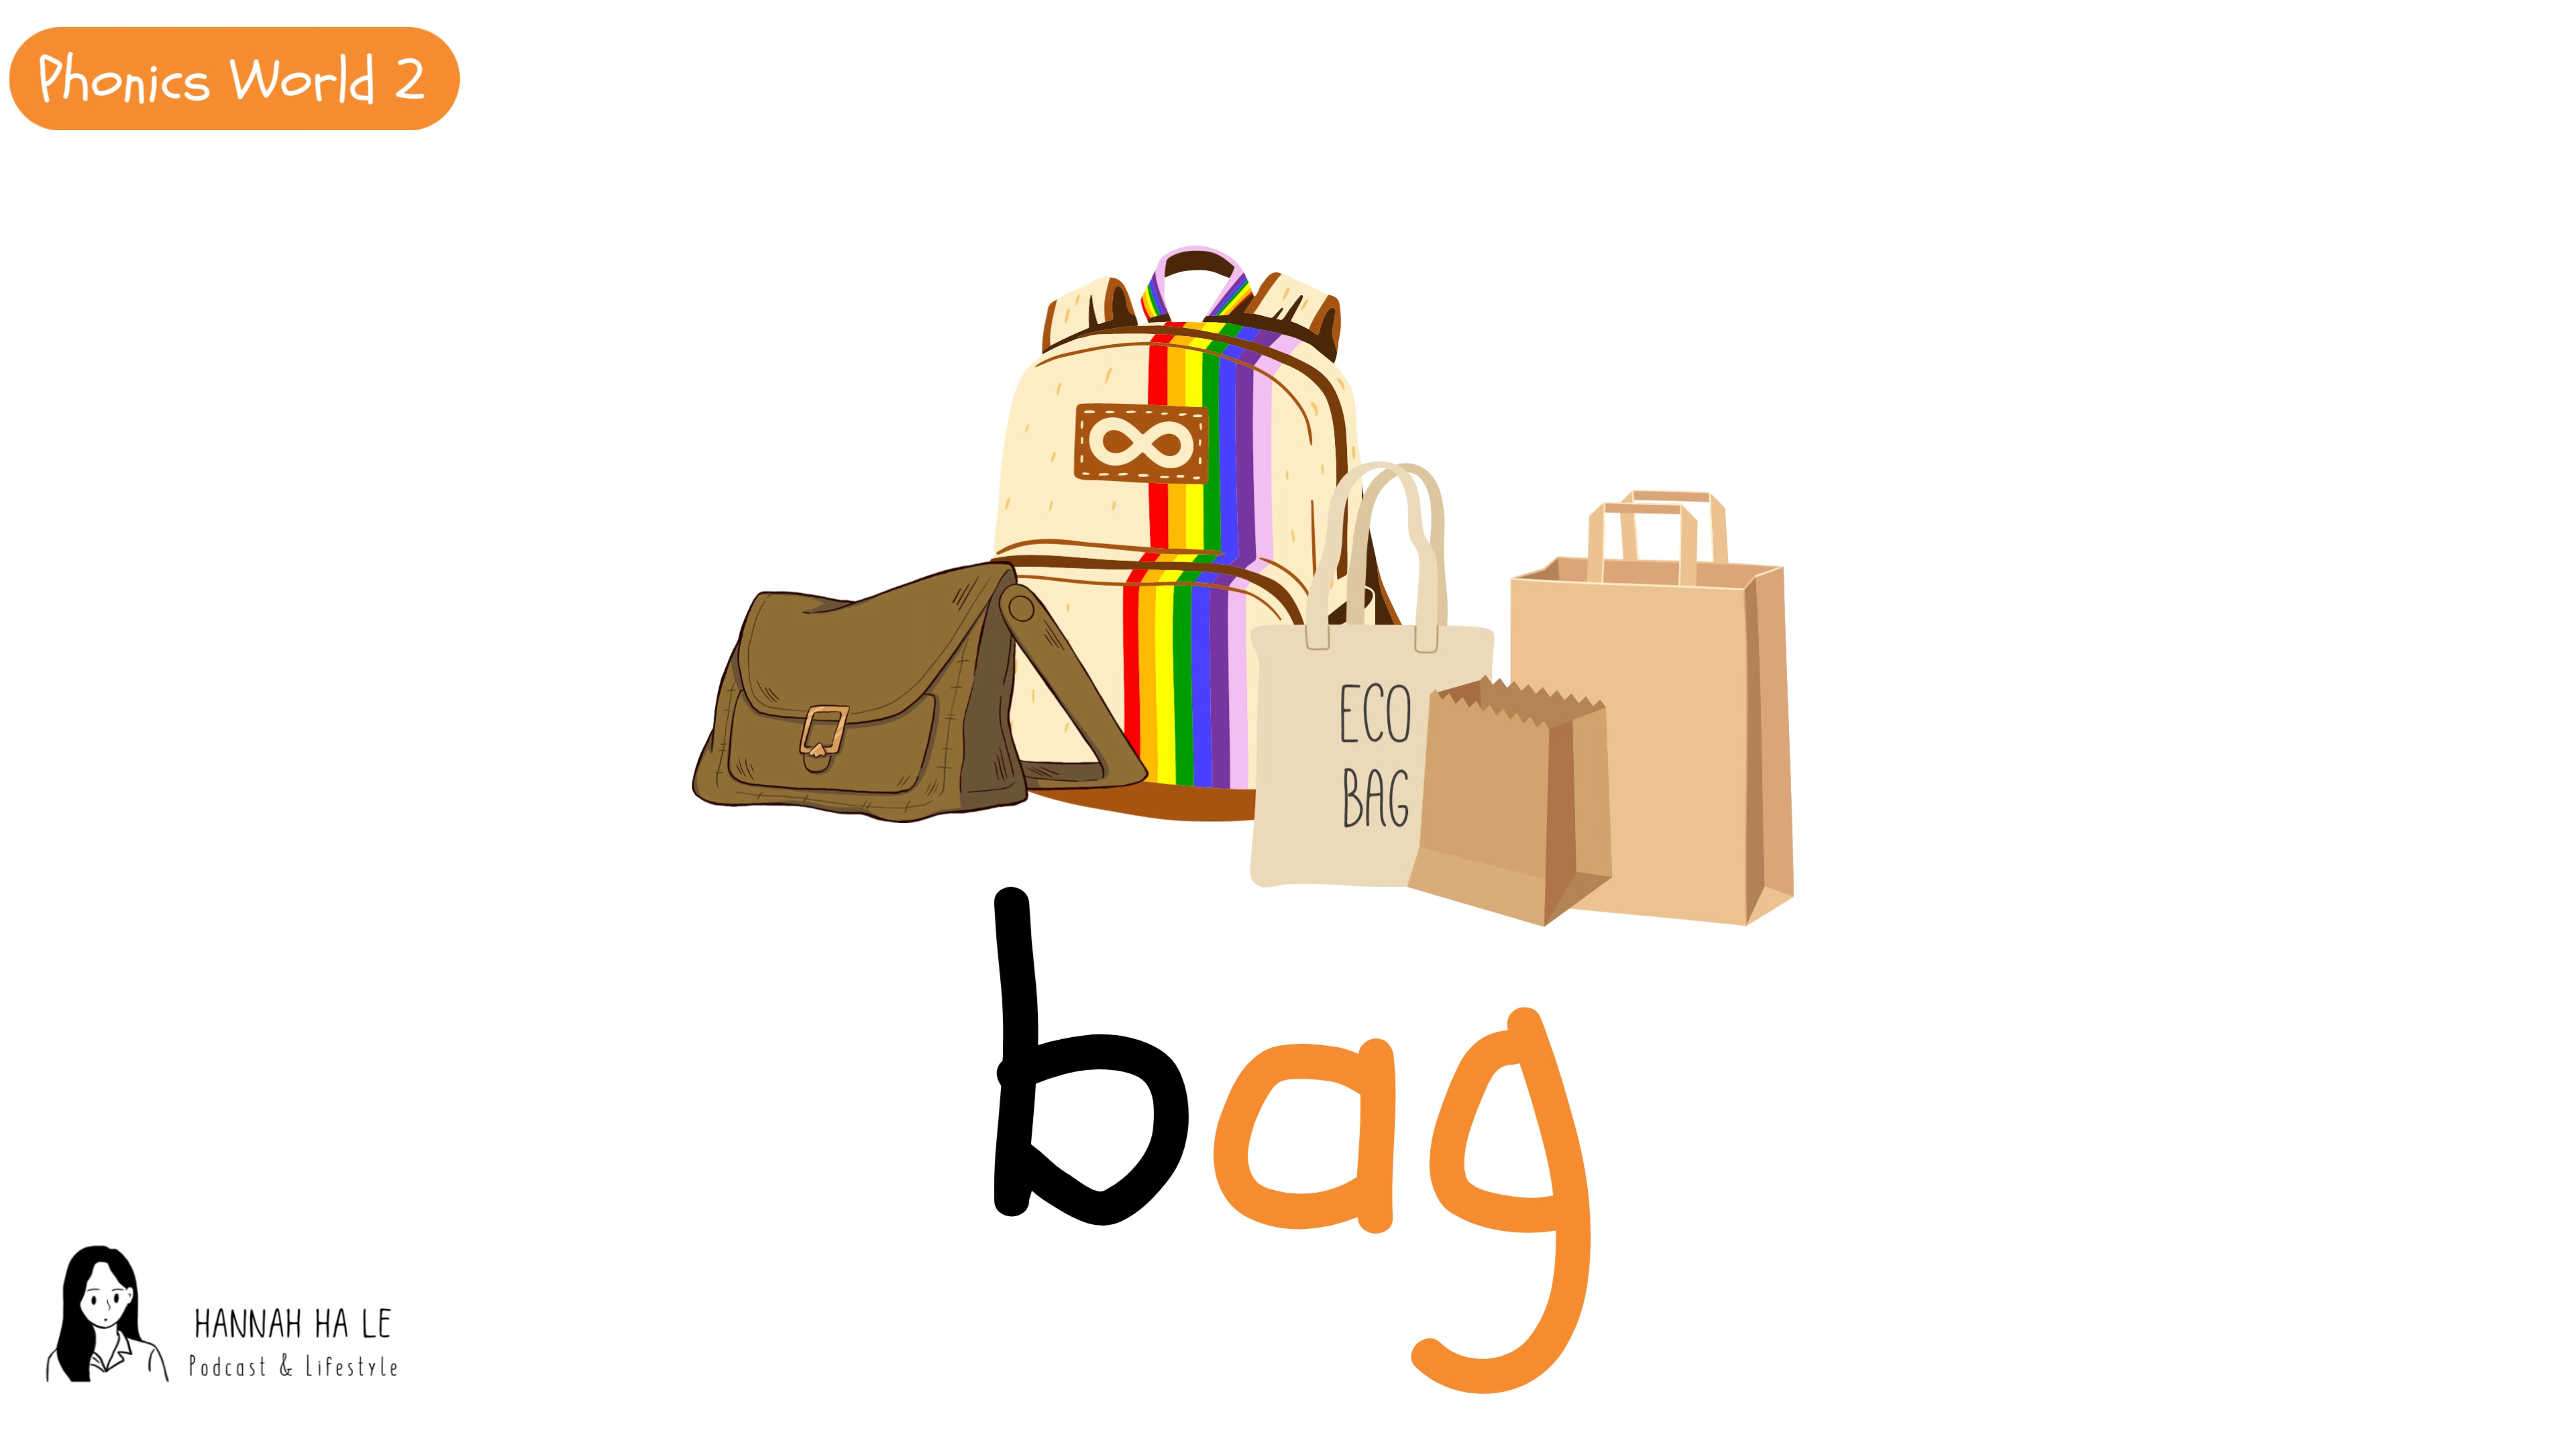 Phonics World 2
ECO
BAG
bag
HANNAH HA LE
Podcast & Lifestyle